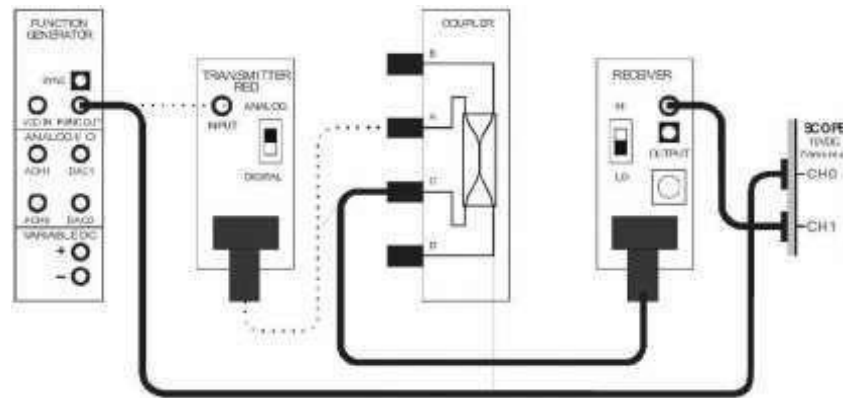 FUNCTION
GENERATOR
SYNC
FUNC OUT
ANALOG I/O
ACH1 DAC1
ACH0 DAC0
VARIABLE DC
+
−
TRANSMITTER
RED
ANALOG
INPUT
DIGITAL
COUPLER
B
A
RECEIVER
HI
OUTPUT
LO
SCOPE
CH0
CH1